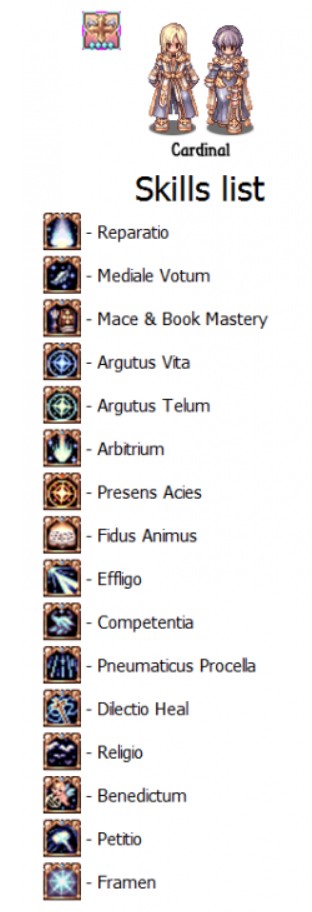 Cardinal
Skills list
- Reparatio
- Mediale Votum
- Mace & Book Mastery
- Argutus Vita
- Argutus Telum
- Arbitrium
- Presens Acies
- Fidus Animus
- Effligo
- Competentia
- Pneumaticus Procella
- Dilectio Heal
- Religio
- Benedictum
- Petitio
- Framen